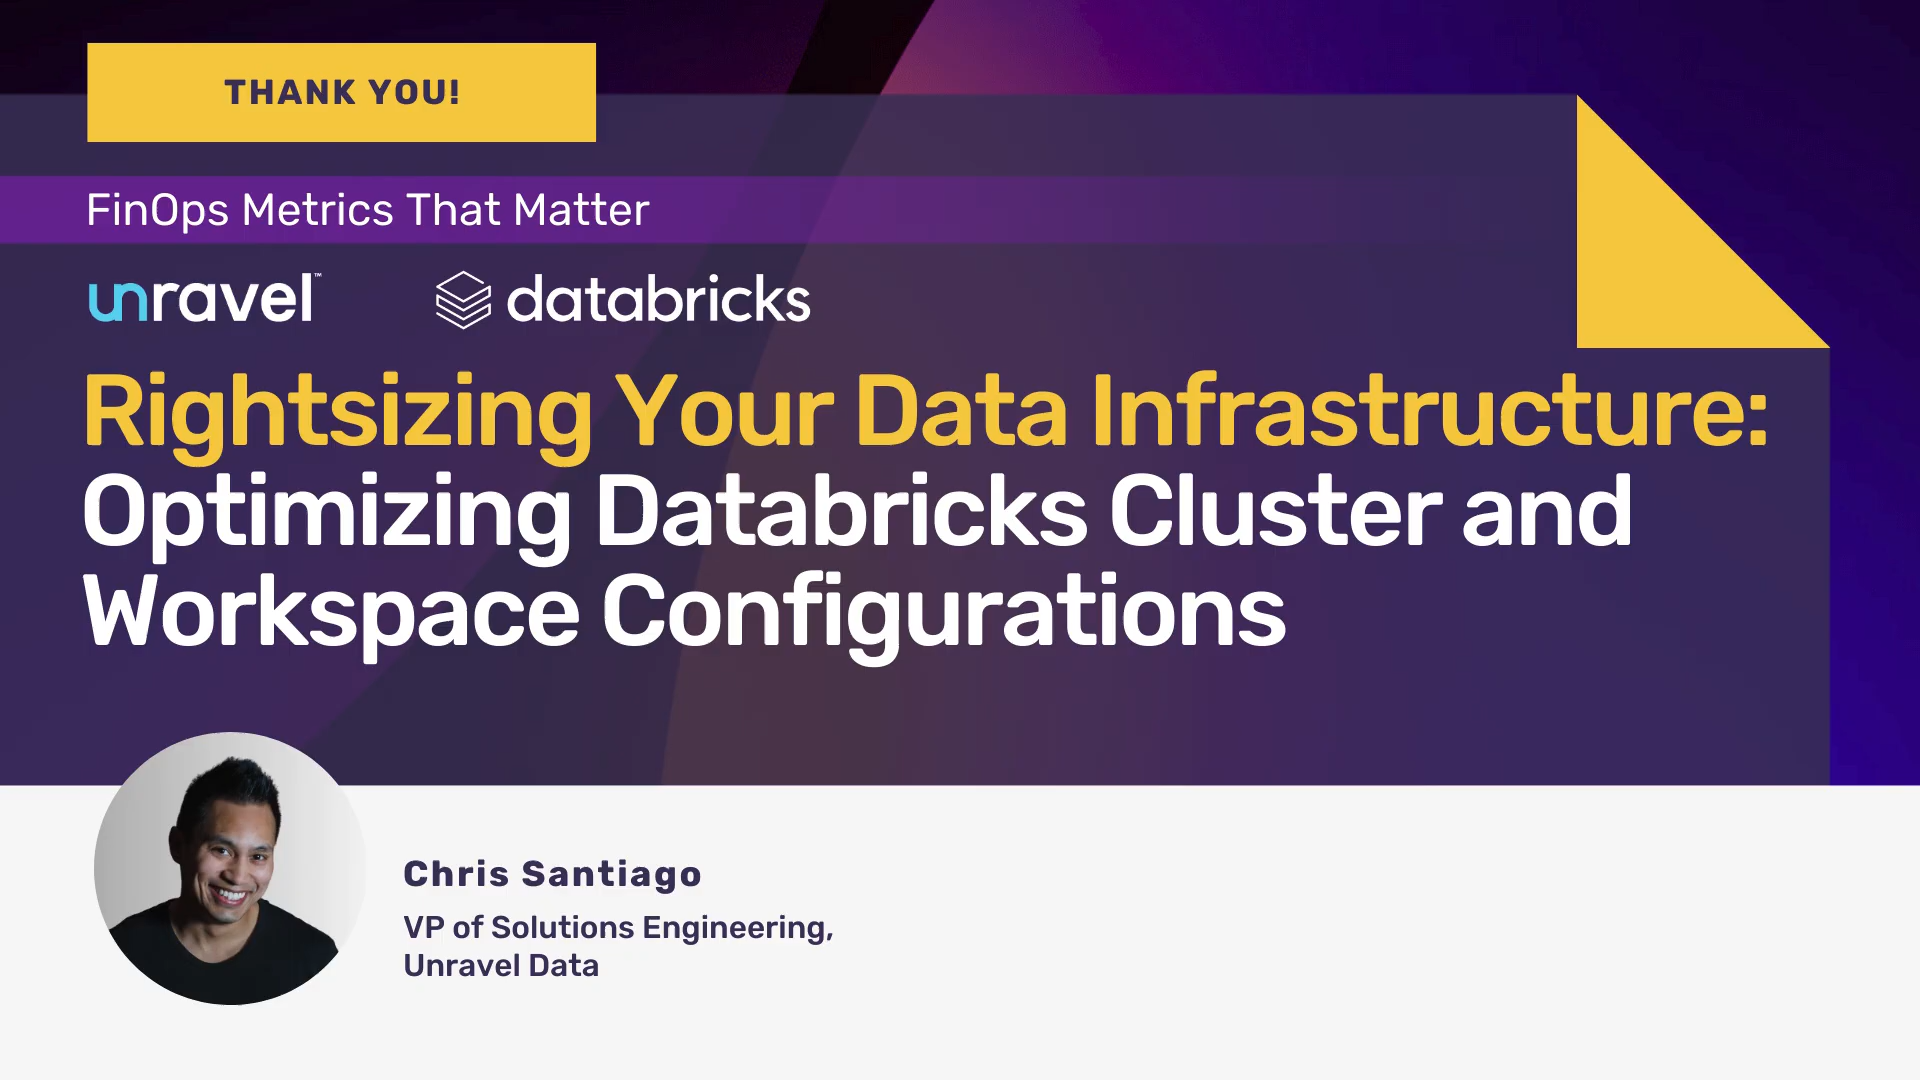 THANK YOU!
FinOps Metrics That Matter
unravel™
databricks
Rightsizing Your Data Infrastructure:
Optimizing Databricks Cluster and
Workspace Configurations
Chris Santiago
VP of Solutions Engineering,
Unravel Data